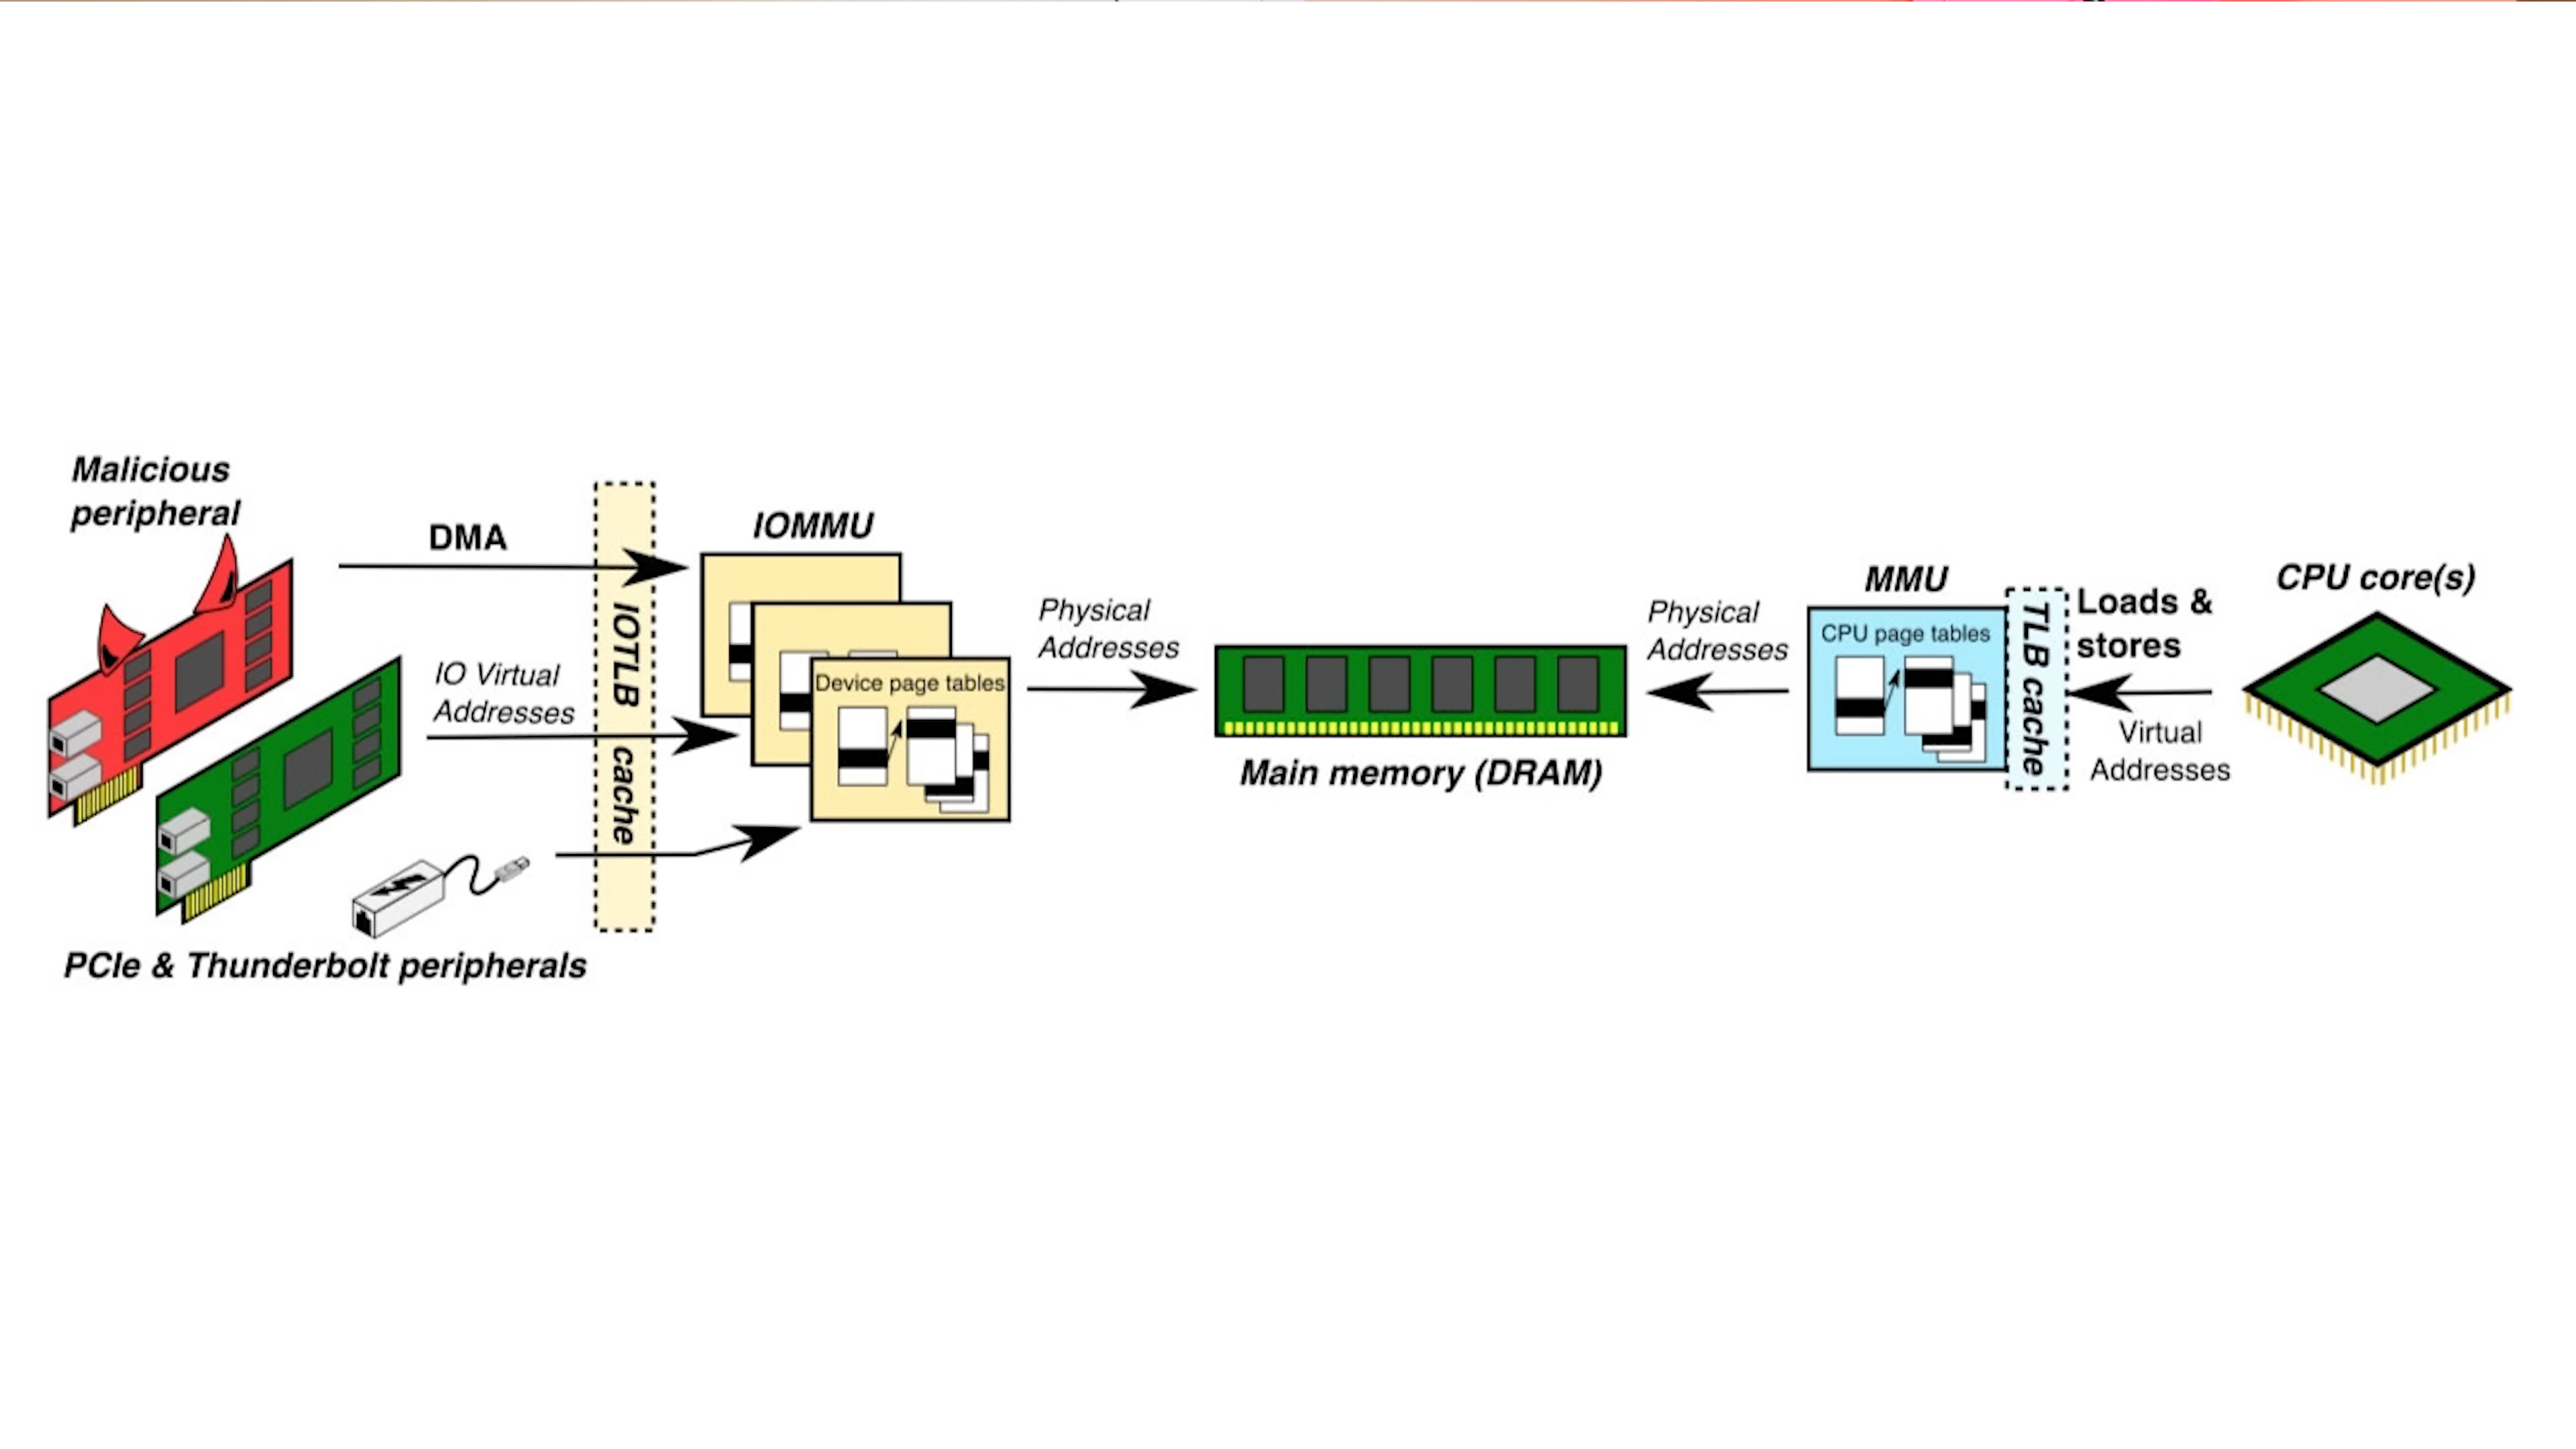 Malicious
peripheral
DMA
IO Virtual
Addresses
PCIe & Thunderbolt peripherals
IOTLB cache
IOMMU
Device page tables
Physical
Addresses
Main memory (DRAM)
Physical
Addresses
MMU
CPU page tables
TLB cache
Loads &
stores
Virtual
Addresses
CPU core(s)